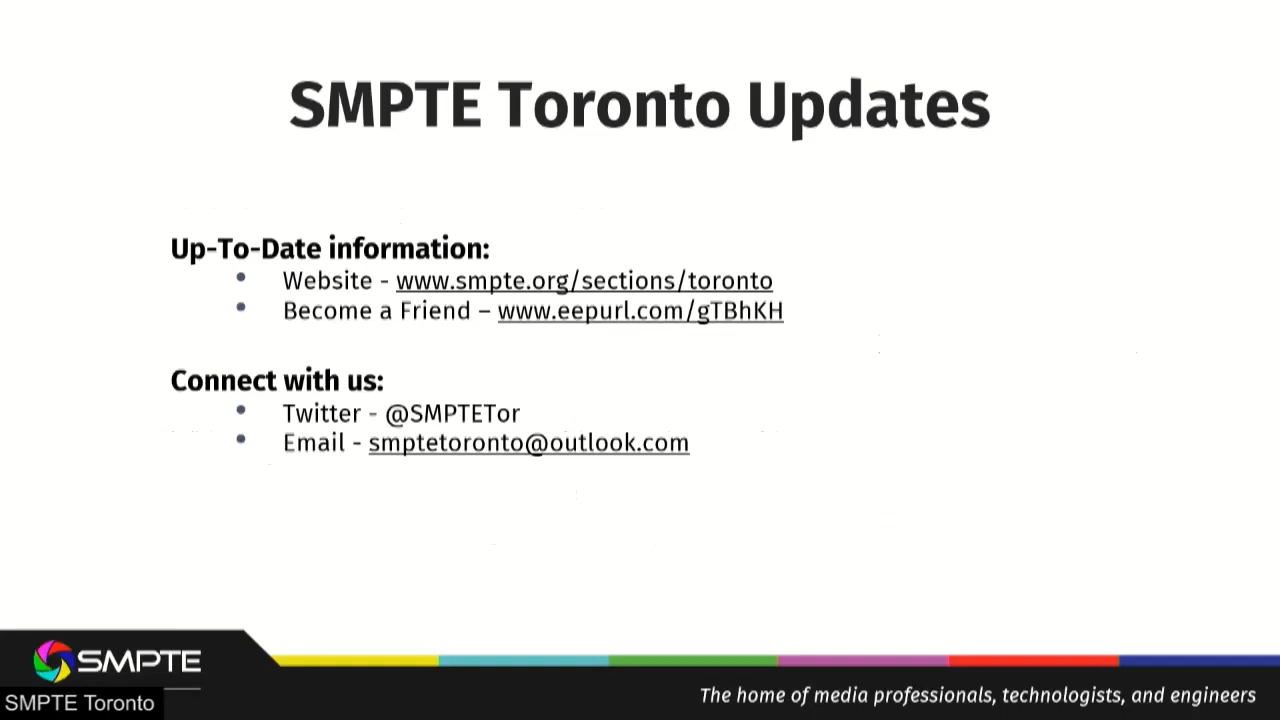 SMPTE Toronto Updates
Up-To-Date information:
• Website - www.smpte.org/sections/toronto
• Become a Friend – www.eepurl.com/gTBhKH
Connect with us:
• Twitter - @SMPTETor
• Email - smptetoronto@outlook.com
SMPTE
SMPTE Toronto
The home of media professionals, technologists, and engineers